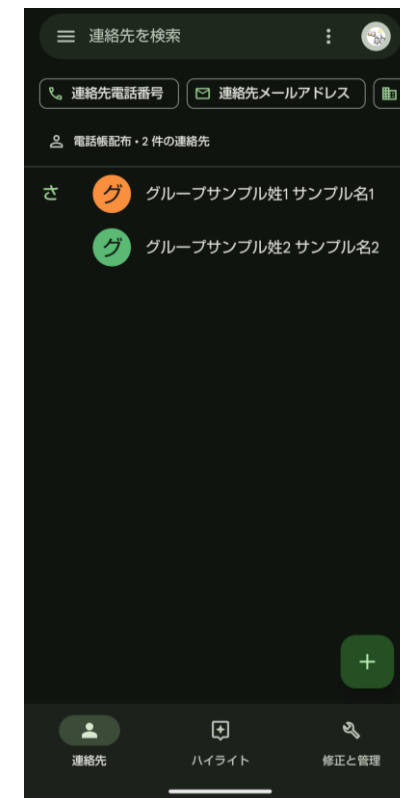 連絡先を検索
連絡先電話番号 連絡先メールアドレス
電話帳配布・2 件の連絡先
さ グ グループサンプル姓1 サンプル名1
グ グループサンプル姓2 サンプル名2
連絡先 ハイライト 修正と管理